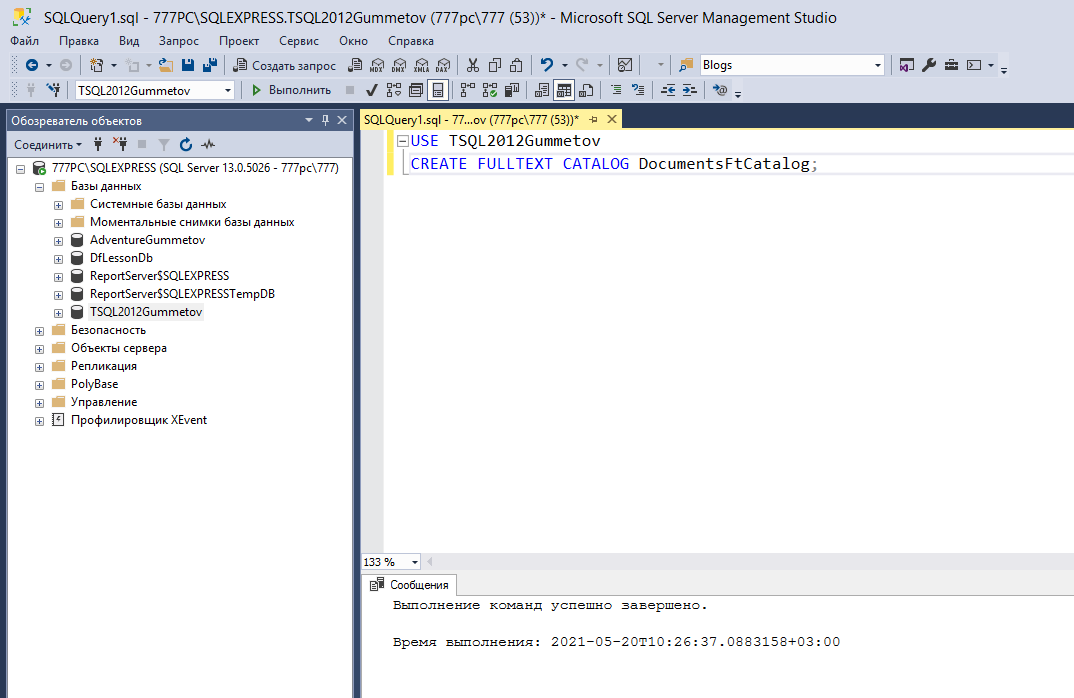 SQLQuery1.sql - 777PC\SQLEXPRESS.TSQL2012Gummetov (777pc\777 (53))* - Microsoft SQL Server Management Studio
Файл Правка Вид Запрос Проект Сервис Окно Справка
Создать запрос MDX DMX XMLA DAX Blogs
TSQL2012Gummetov Выполнить
Обозреватель объектов
SQLQuery1.sql - 77...ov (777pc\777 (53))*
Соединить
777PC\SQLEXPRESS (SQL Server 13.0.5026 - 777pc\777)
Базы данных
Системные базы данных
Моментальные снимки базы данных
AdventureGummetov
DfLessonDb
ReportServer$SQLEXPRESS
ReportServer$SQLEXPRESSTempDB
TSQL2012Gummetov
Безопасность
Объекты сервера
Репликация
PolyBase
Управление
Профилировщик XEvent
USE TSQL2012Gummetov
CREATE FULLTEXT CATALOG DocumentsFtCatalog;
133 %
Сообщения
Выполнение команд успешно завершено.
Время выполнения: 2021-05-20T10:26:37.0883158+03:00